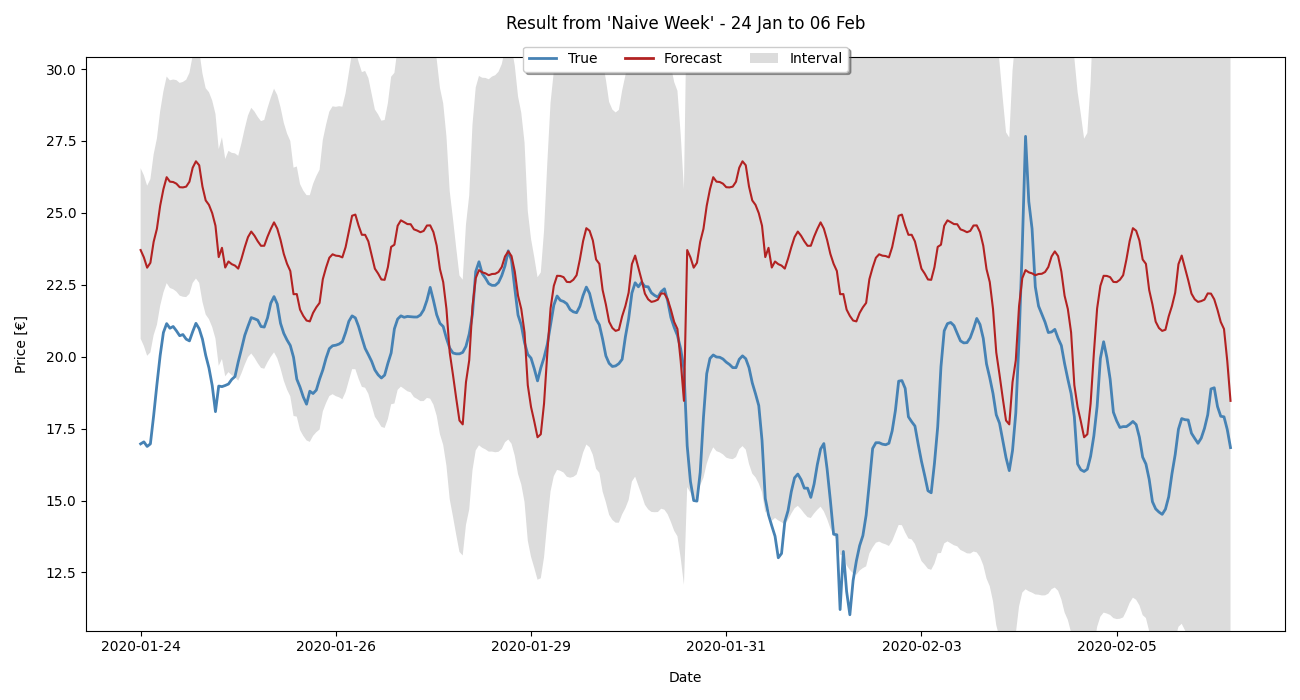 Result from 'Naive Week' - 24 Jan to 06 Feb
True Forecast Interval
30.0
27.5
25.0
22.5
20.0
17.5
15.0
12.5
Price [€]
2020-01-24 2020-01-26 2020-01-29 2020-01-31 2020-02-03 2020-02-05
Date